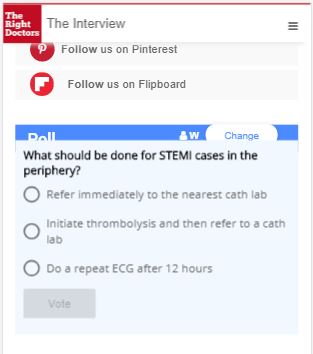 The
Right
Doctors
The Interview
Follow us on Pinterest
Follow us on Flipboard
Poll
W
Change
What should be done for STEMI cases in the
periphery?
Refer immediately to the nearest cath lab
Initiate thrombolysis and then refer to a cath
lab
Do a repeat ECG after 12 hours
Vote